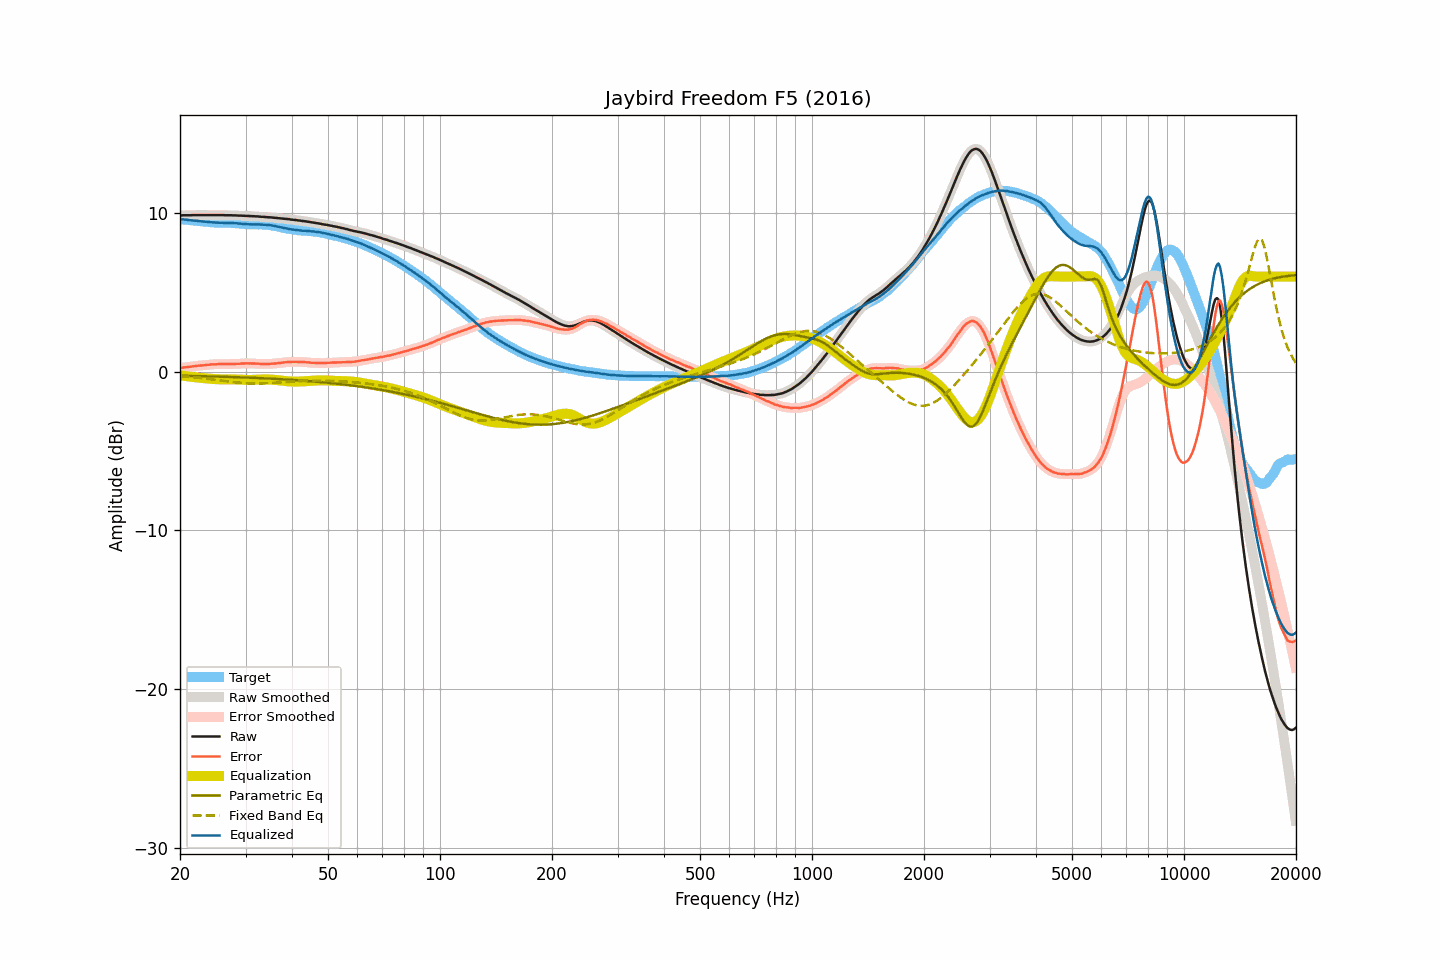 Jaybird Freedom F5 (2016)
Amplitude (dBr)
10
0
−10
−20
−30
Target
Raw Smoothed
Error Smoothed
Raw
Error
Equalization
Parametric Eq
Fixed Band Eq
Equalized
20 50 100 200 500 1000 2000 5000 10000 20000
Frequency (Hz)